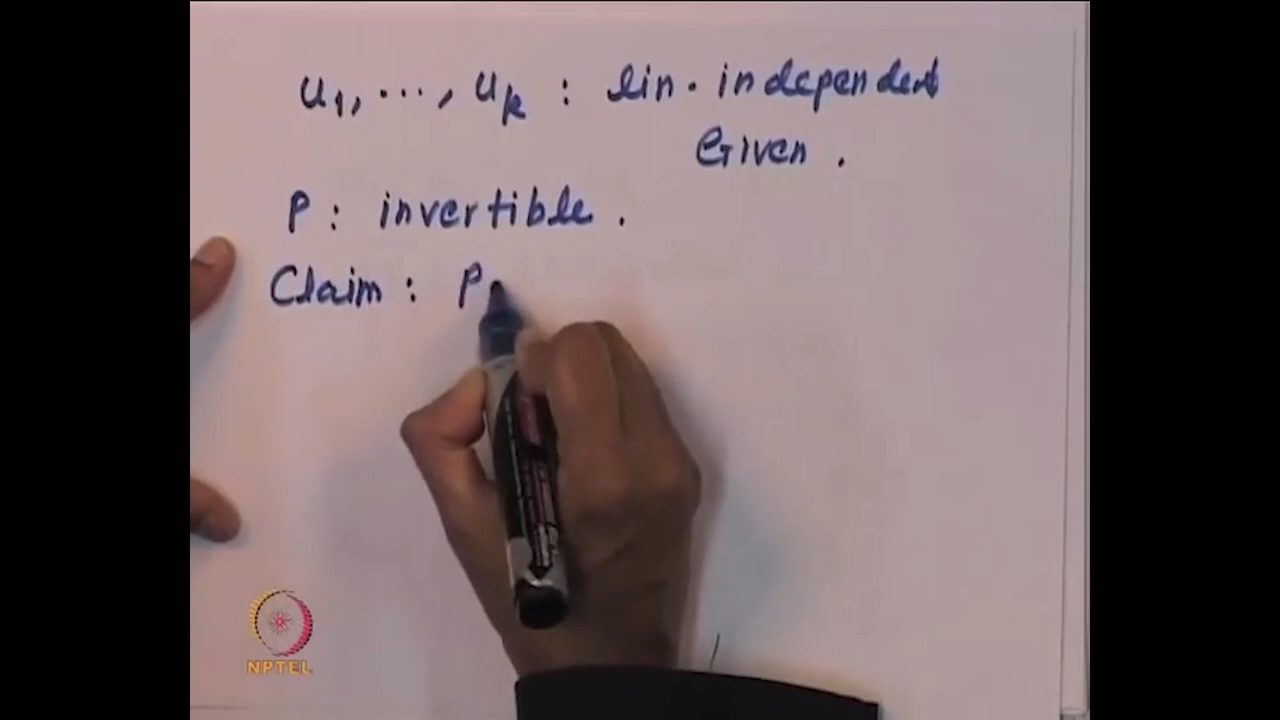 u₁, ..., uₖ : lin. independent
Given .
P : invertible .
Claim : P
NPTEL